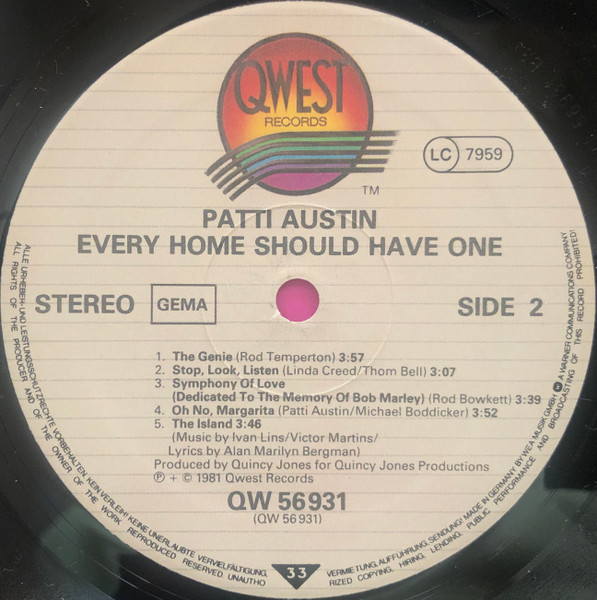 QWEST
RECORDS
TM
LC 7959
PATTI AUSTIN
EVERY HOME SHOULD HAVE ONE
STEREO GEMA SIDE 2
1. The Genie (Rod Temperton) 3:57
2. Stop, Look, Listen (Linda Creed/Thom Bell) 3:07
3. Symphony Of Love
(Dedicated To The Memory Of Bob Marley) (Rod Bowkett) 3:39
4. Oh No, Margarita (Patti Austin/Michael Boddicker) 3:52
5. The Island 3:46
(Music by Ivan Lins/Victor Martins/
Lyrics by Alan Marilyn Bergman)
Produced by Quincy Jones for Quincy Jones Productions
℗ + © 1981 Qwest Records
QW 56 931
(QW 56 931)
33
ALLE URHEBER- UND LEISTUNGSSCHUTZRECHTE VORBEHALTEN. KEIN VERLEIH! KEINE UNERLAUBTE VERVIELFÄLTIGUNG, VERMIETUNG, AUFFÜHRUNG, SENDUNG! MADE IN GERMANY BY WEA MUSIK GMBH A WARNER COMMUNICATIONS COMPANY
ALL RIGHTS OF THE PRODUCER AND OF THE OWNER OF THE WORK REPRODUCED RESERVED. UNAUTHO RIZED COPYING, HIRING, LENDING, PUBLIC PERFORMANCE AND BROADCASTING OF THIS RECORD PROHIBITED!